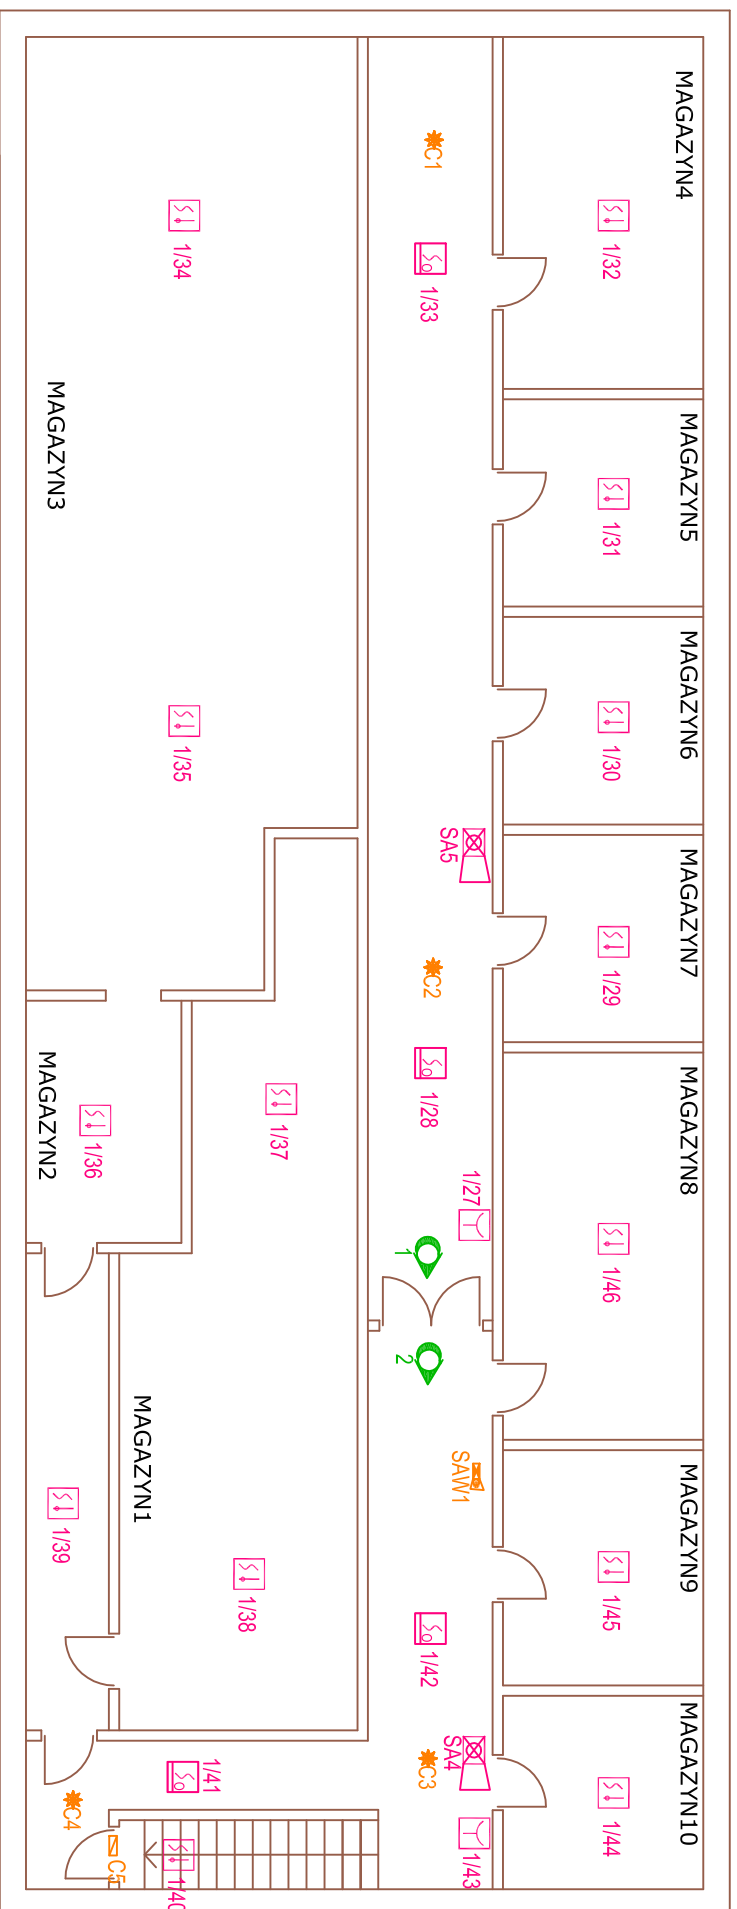 MAGAZYN4
C1
1/34
1/32
1/33
MAGAZYN3
MAGAZYN5
1/31
MAGAZYN6
1/35
1/30
SA5
MAGAZYN7
C2
1/29
MAGAZYN2
1/36
1/37
1/28
MAGAZYN8
1/27
1
1/46
2
MAGAZYN1
SAW1
MAGAZYN9
1/39
1/38
1/45
1/42
MAGAZYN10
SA4
C3
1/41
C4
1/44
C5
1/40
1/43